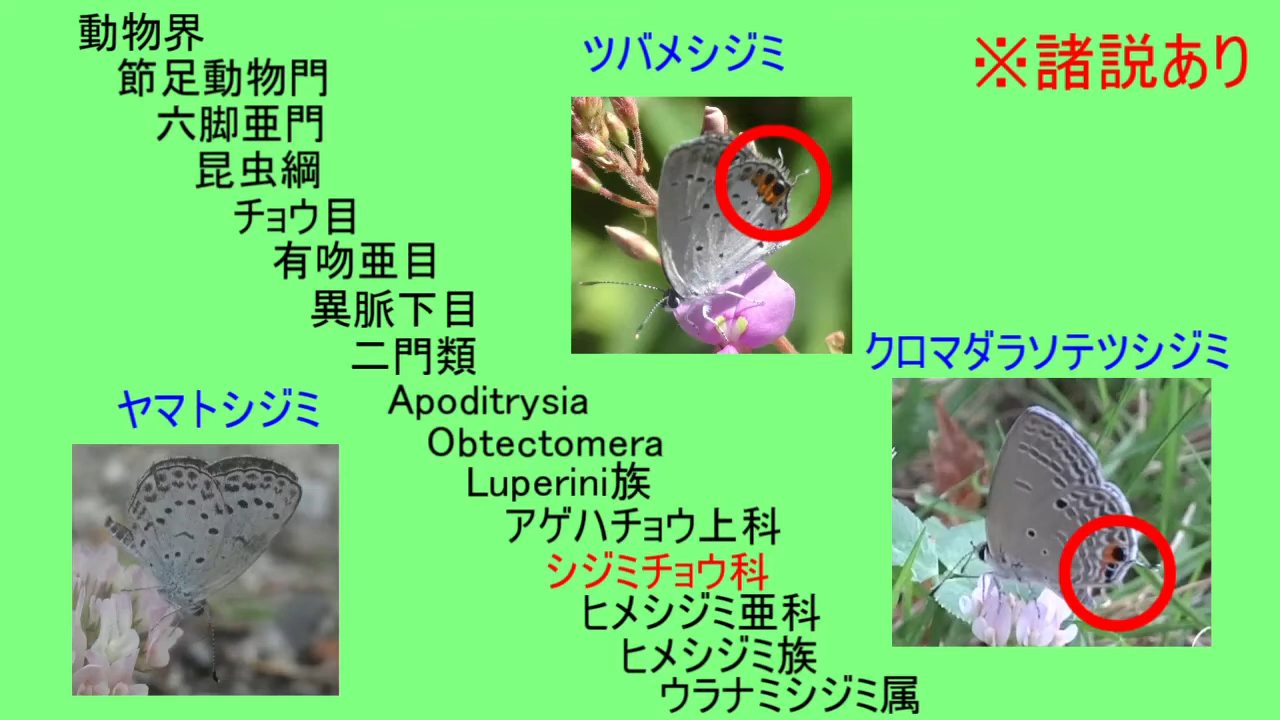 動物界
節足動物門
六脚亜門
昆虫綱
チョウ目
有吻亜目
異脈下目
二門類
Apoditrysia
Obtectomera
Luperini族
アゲハチョウ上科
シジミチョウ科
ヒメシジミ亜科
ヒメシジミ族
ウラナミシジミ属
ツバメシジミ
※諸説あり
クロマダラソテツシジミ
ヤマトシジミ